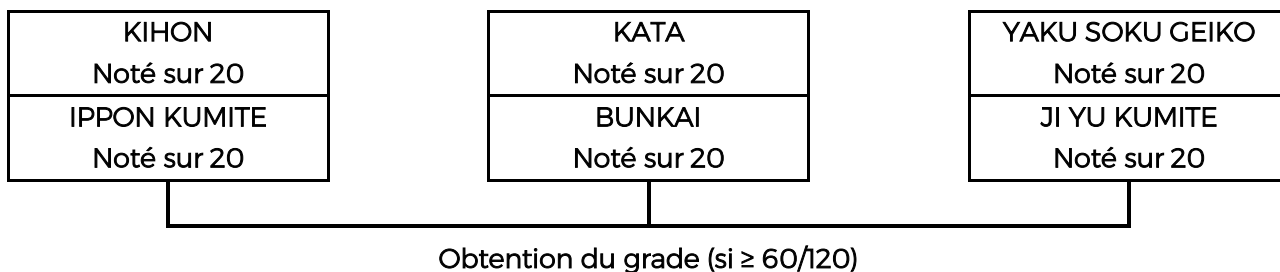 KIHON
Noté sur 20
IPPON KUMITE
Noté sur 20
KATA
Noté sur 20
BUNKAI
Noté sur 20
YAKU SOKU GEIKO
Noté sur 20
JI YU KUMITE
Noté sur 20
Obtention du grade (si ≥ 60/120)